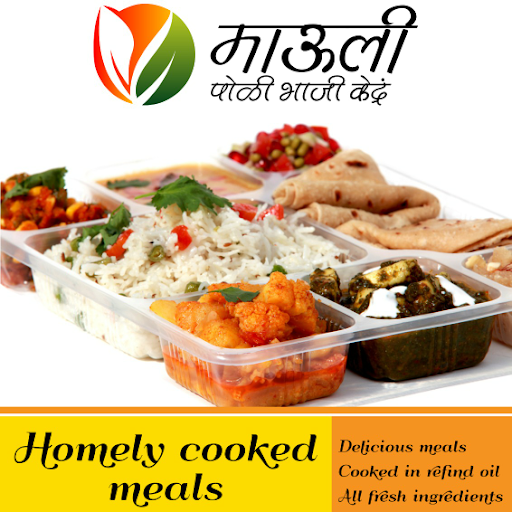 माऊली
पोळी भाजी केद्रं
Homely cooked
meals
Delicious meals
Cooked in refind oil
All fresh ingredients